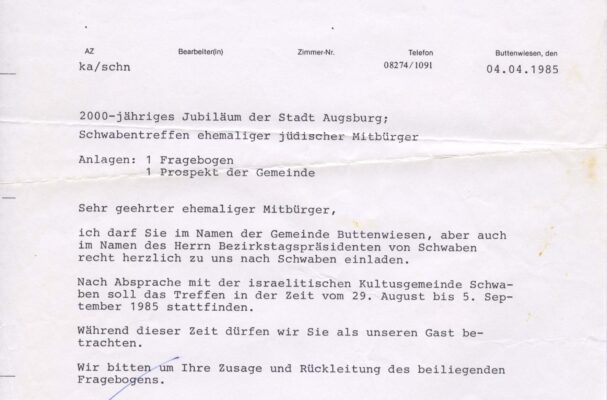 AZ Bearbeiter(in) Zimmer-Nr. Telefon Buttenwiesen, den
ka/schn 08274/1091 04.04.1985
2000-jähriges Jubiläum der Stadt Augsburg;
Schwabentreffen ehemaliger jüdischer Mitbürger
Anlagen: 1 Fragebogen
1 Prospekt der Gemeinde
Sehr geehrter ehemaliger Mitbürger,
ich darf Sie im Namen der Gemeinde Buttenwiesen, aber auch
im Namen des Herrn Bezirkstagspräsidenten von Schwaben
recht herzlich zu uns nach Schwaben einladen.
Nach Absprache mit der israelitischen Kultusgemeinde Schwa-
ben soll das Treffen in der Zeit vom 29. August bis 5. Sep-
tember 1985 stattfinden.
Während dieser Zeit dürfen wir Sie als unseren Gast be-
trachten.
Wir bitten um Ihre Zusage und Rückleitung des beiliegenden
Fragebogens.